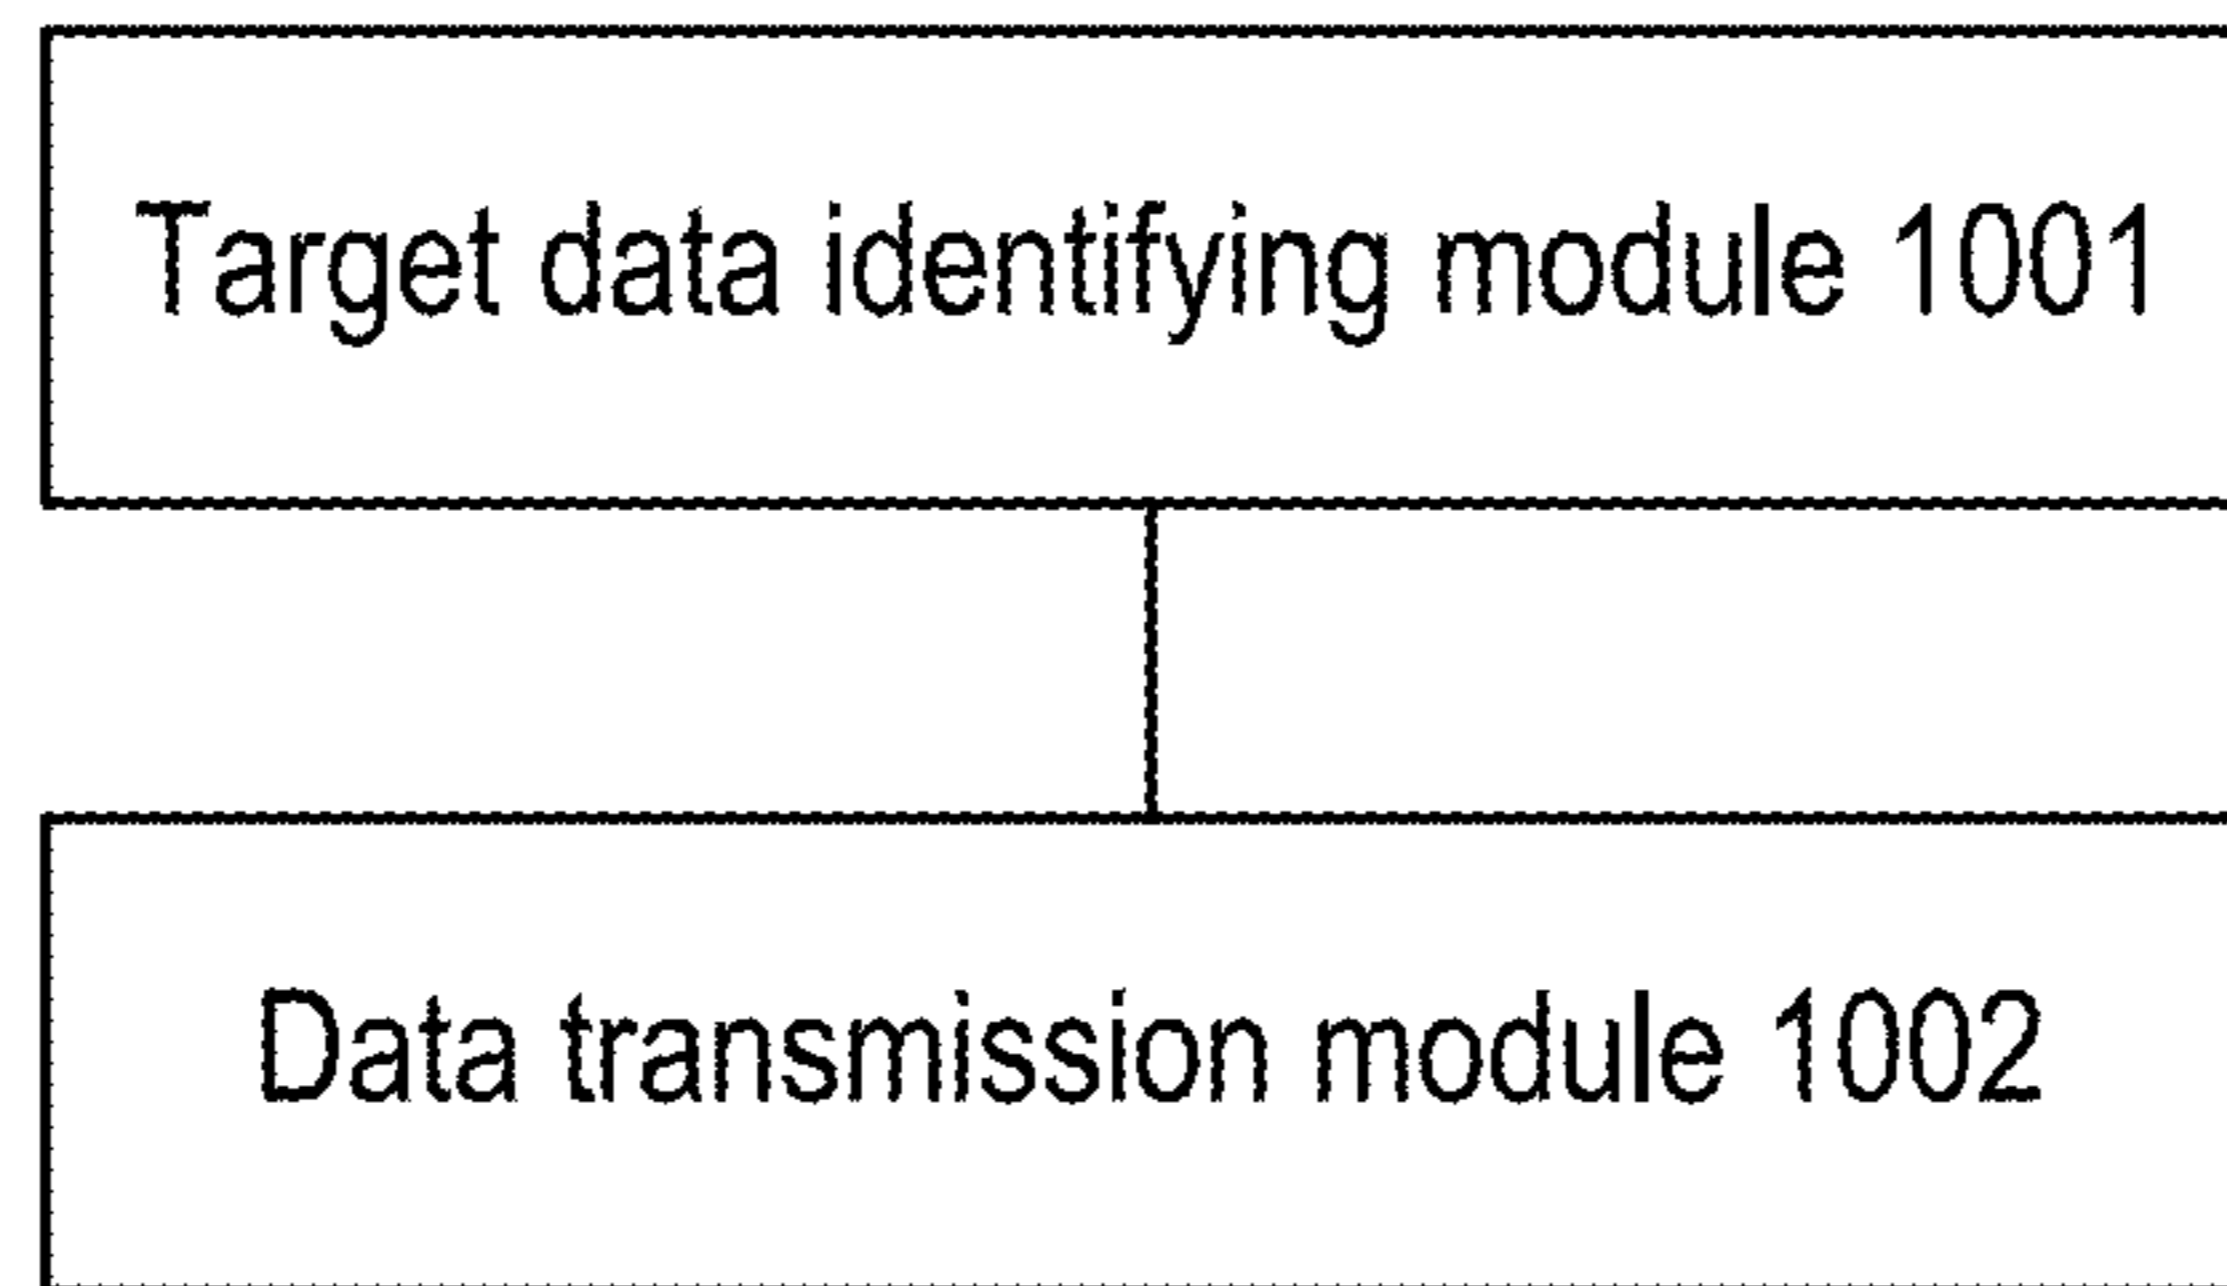 Target data identifying module 1001
Data transmission module 1002